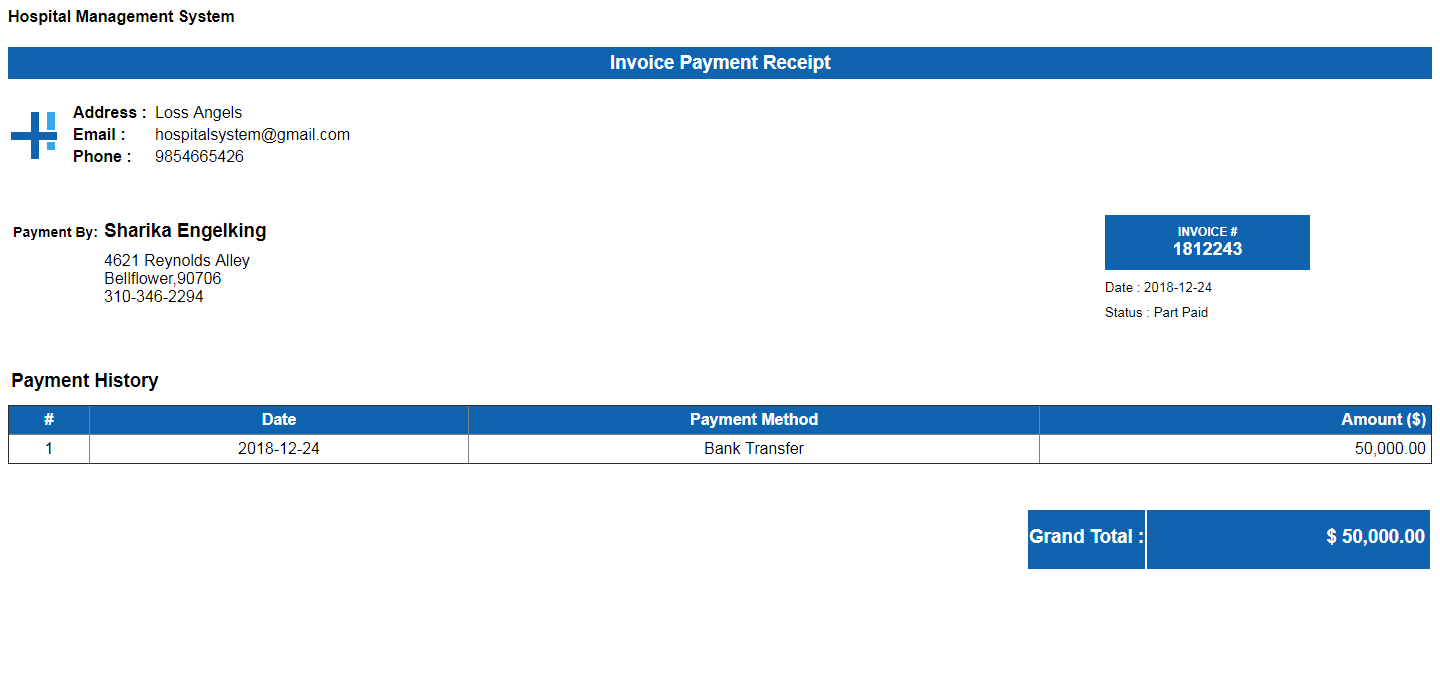 Hospital Management System
Invoice Payment Receipt
Address : Loss Angels
Email : hospitalsystem@gmail.com
Phone : 9854665426
Payment By: Sharika Engelking
4621 Reynolds Alley
Bellflower,90706
310-346-2294
INVOICE #
1812243
Date : 2018-12-24
Status : Part Paid
Payment History
# Date Payment Method Amount ($)
1 2018-12-24 Bank Transfer 50,000.00
Grand Total : $ 50,000.00